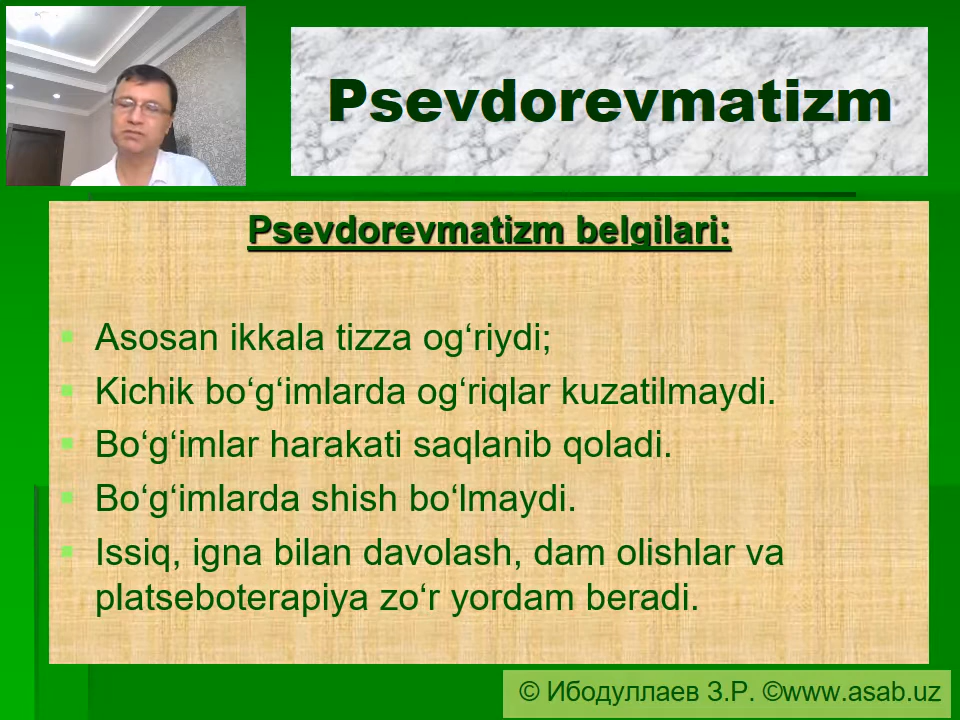 Psevdorevmatizm
Psevdorevmatizm belgilari:
Asosan ikkala tizza og‘riydi;
Kichik bo‘g‘imlarda og‘riqlar kuzatilmaydi.
Bo‘g‘imlar harakati saqlanib qoladi.
Bo‘g‘imlarda shish bo‘lmaydi.
Issiq, igna bilan davolash, dam olishlar va
platseboterapiya zo‘r yordam beradi.
© Ибодуллаев З.Р. ©www.asab.uz